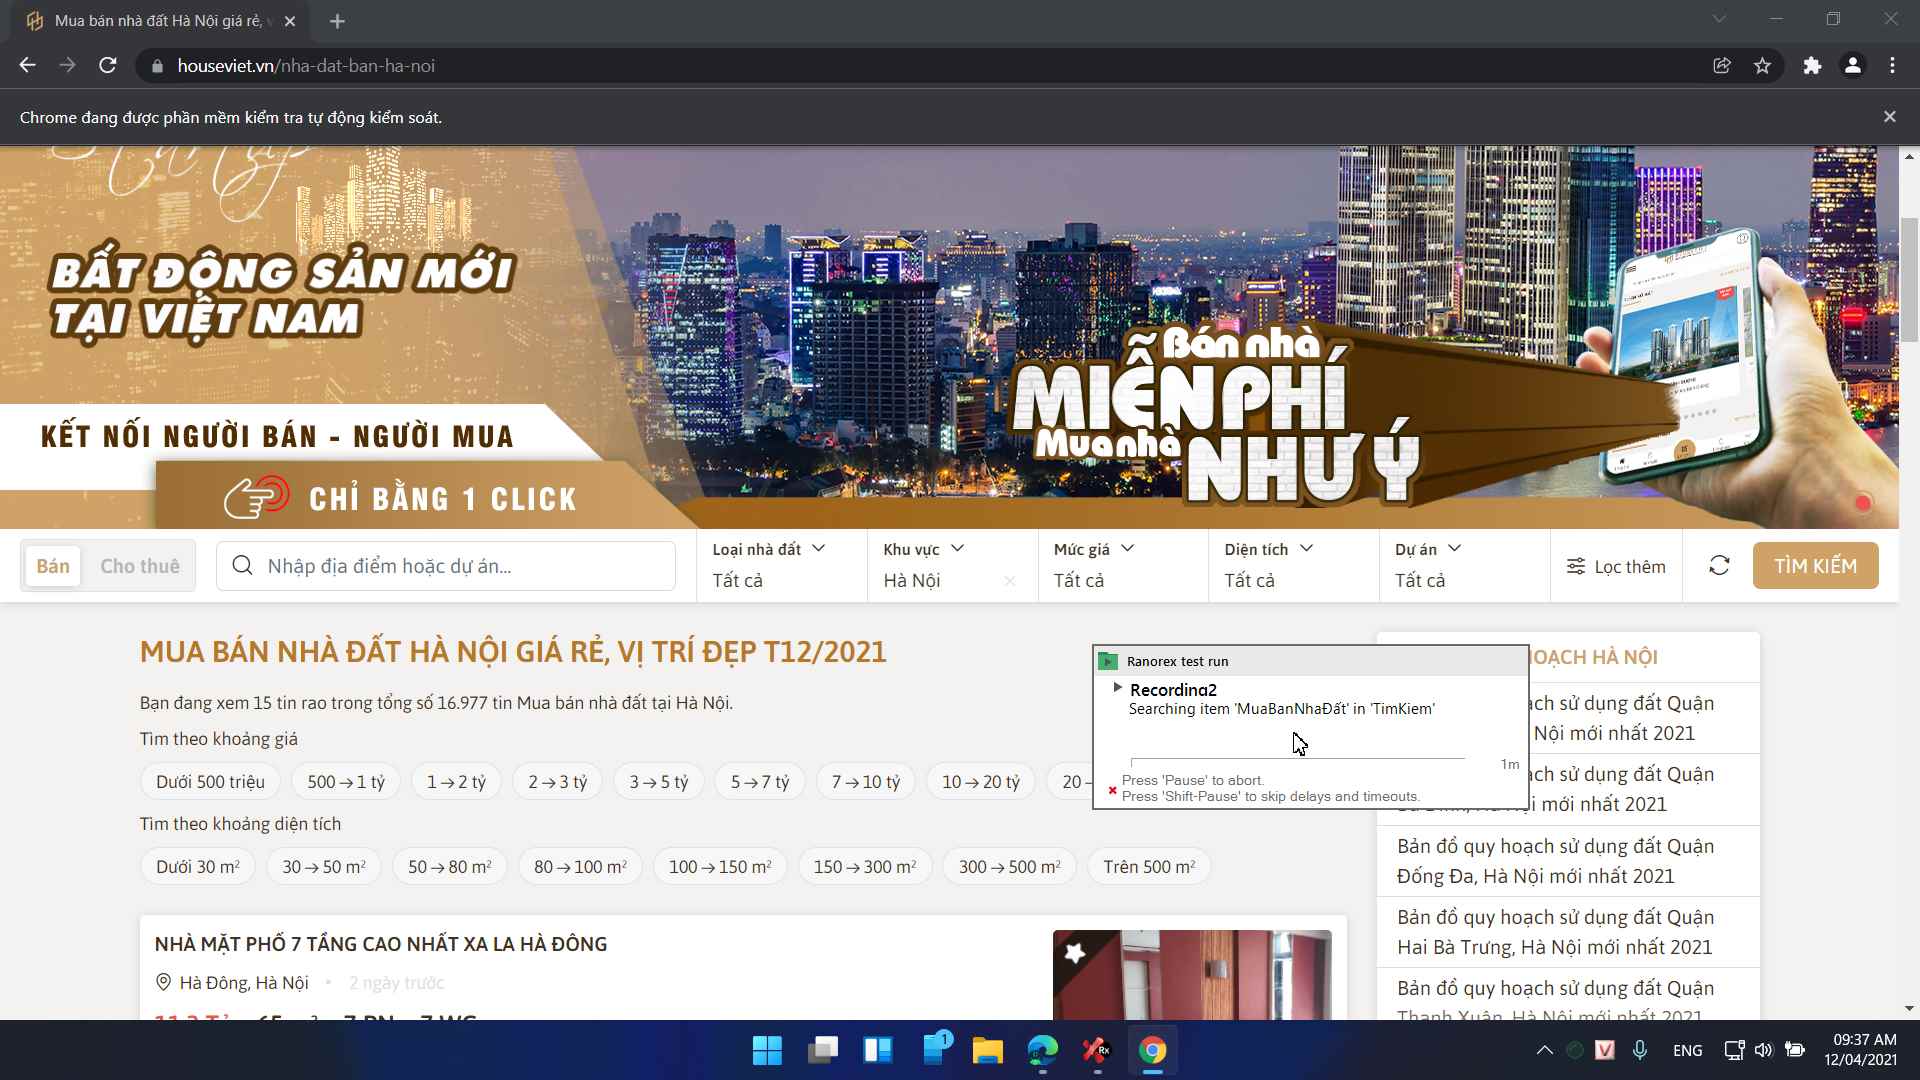 Mua bán nhà đất Hà Nội giá rẻ, v
houseviet.vn/nha-dat-ban-ha-noi
Chrome đang được phần mềm kiểm tra tự động kiểm soát.
BẤT ĐỘNG SẢN MỚI
TẠI VIỆT NAM
KẾT NỐI NGƯỜI BÁN - NGƯỜI MUA
CHỈ BẰNG 1 CLICK
Bán nhà
MIỄN PHÍ
Mua nhà
NHƯ Ý
Bán
Cho thuê
Nhập địa điểm hoặc dự án...
Loại nhà đất
Tất cả
Khu vực
Hà Nội
Mức giá
Tất cả
Diện tích
Tất cả
Dự án
Tất cả
Lọc thêm
TÌM KIẾM
MUA BÁN NHÀ ĐẤT HÀ NỘI GIÁ RẺ, VỊ TRÍ ĐẸP T12/2021
Bạn đang xem 15 tin rao trong tổng số 16.977 tin Mua bán nhà đất tại Hà Nội.
Tìm theo khoảng giá
Dưới 500 triệu 500→1 tỷ 1→2 tỷ 2→3 tỷ 3→5 tỷ 5→7 tỷ 7→10 tỷ 10→20 tỷ 20→
Tìm theo khoảng diện tích
Dưới 30 m² 30→50 m² 50→80 m² 80→100 m² 100→150 m² 150→300 m² 300→500 m² Trên 500 m²
NHÀ MẶT PHỐ 7 TẦNG CAO NHẤT XA LA HÀ ĐÔNG
Hà Đông, Hà Nội • 2 ngày trước
Ranorex test run
Recording2
Searching item 'MuaBanNhaĐất' in 'TimKiem'
1m
Press 'Pause' to abort.
Press 'Shift-Pause' to skip delays and timeouts.
OẠCH HÀ NỘI
ạch sử dụng đất Quận
Nội mới nhất 2021
ạch sử dụng đất Quận
i mới nhất 2021
Bản đồ quy hoạch sử dụng đất Quận
Đống Đa, Hà Nội mới nhất 2021
Bản đồ quy hoạch sử dụng đất Quận
Hai Bà Trưng, Hà Nội mới nhất 2021
Bản đồ quy hoạch sử dụng đất Quận
Thanh Xuân, Hà Nội mới nhất 2021
1
Rx
V
ENG
09:37 AM
12/04/2021